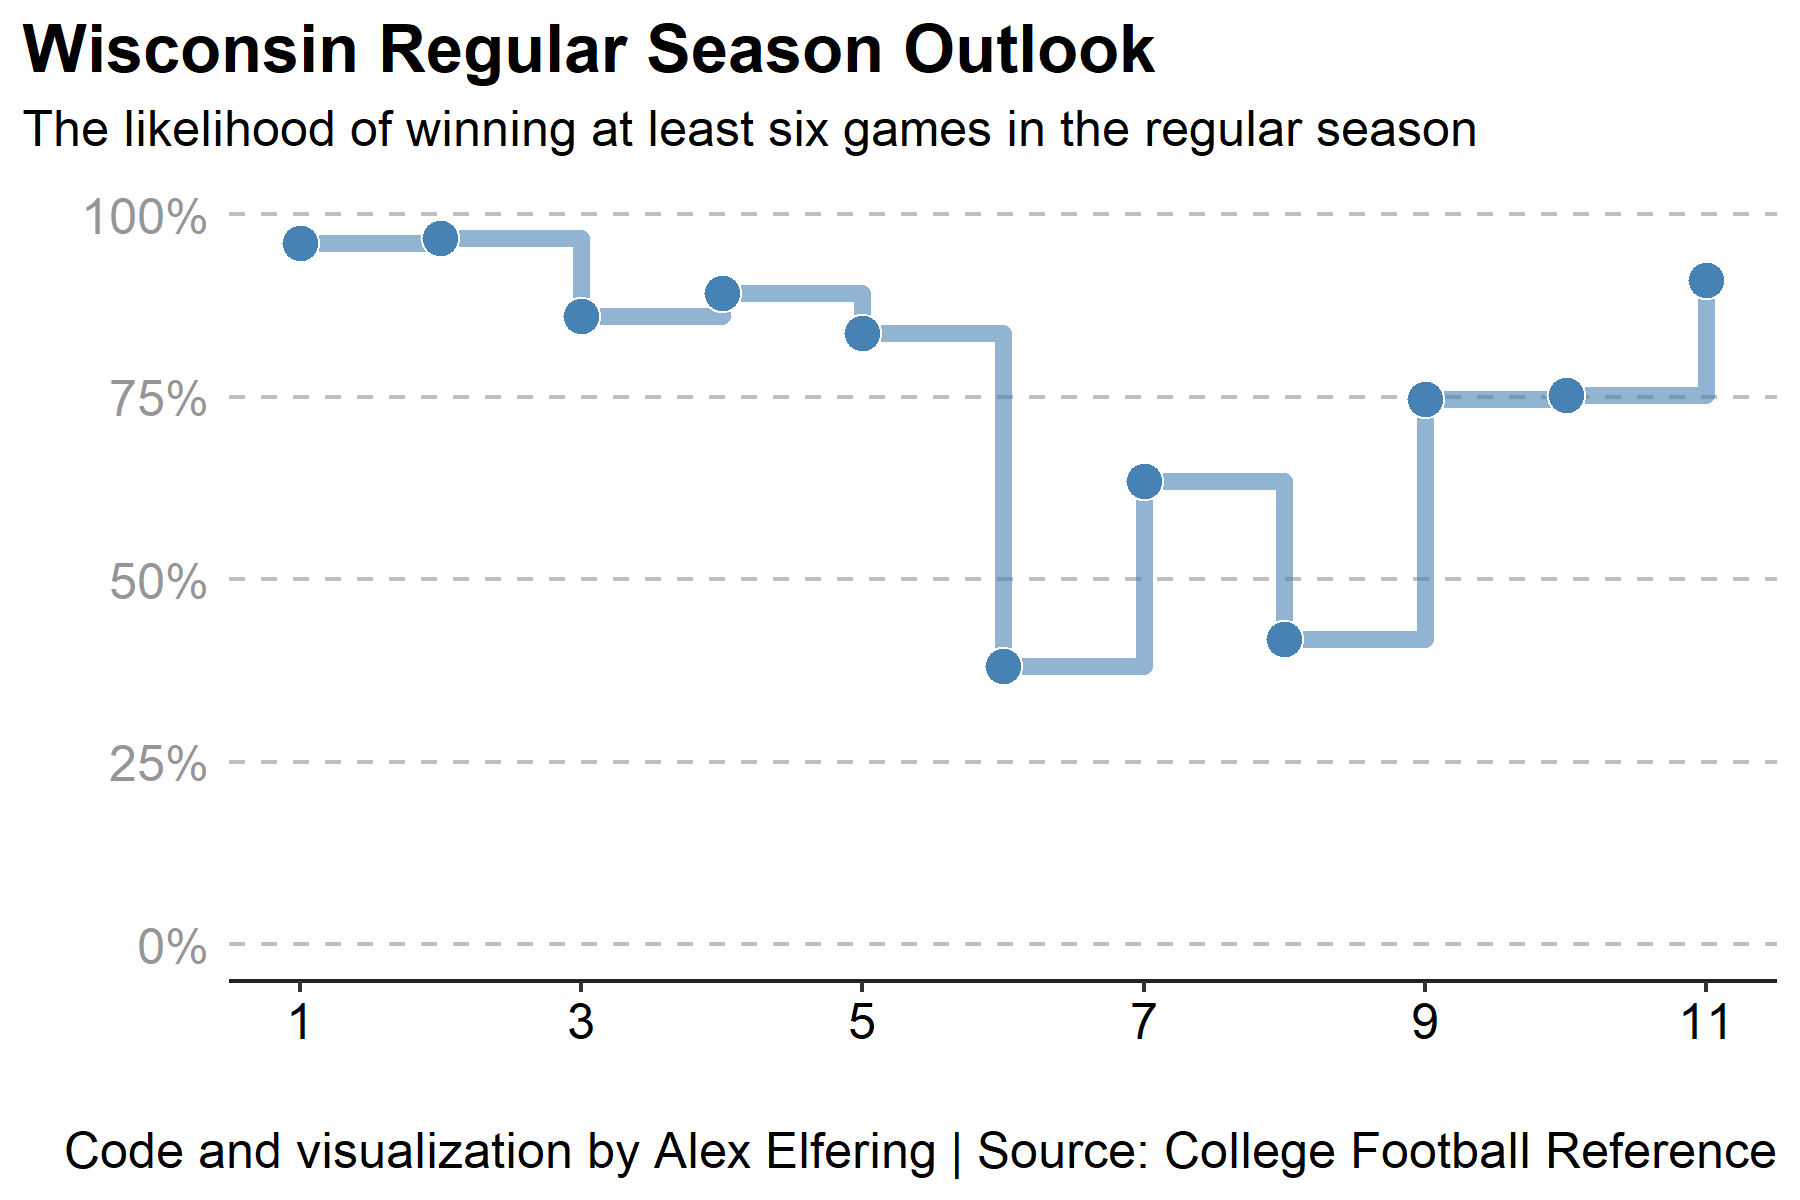 Wisconsin Regular Season Outlook
The likelihood of winning at least six games in the regular season
100%
75%
50%
25%
0%
1 3 5 7 9 11
Code and visualization by Alex Elfering | Source: College Football Reference